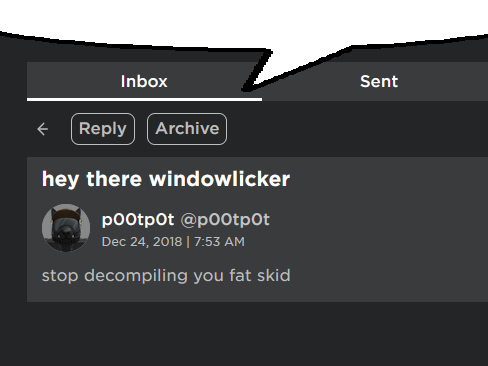 Inbox Sent
Reply Archive
hey there windowlicker
p00tp0t @p00tp0t
Dec 24, 2018 | 7:53 AM
stop decompiling you fat skid